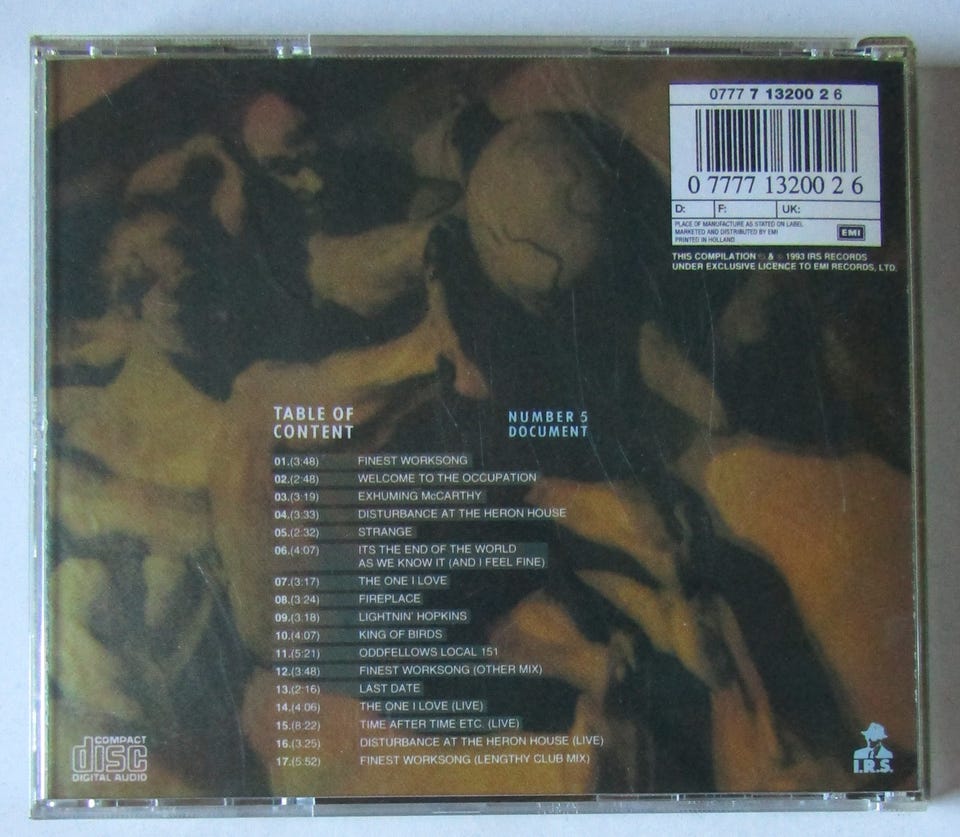 0777 7 13200 2 6
0 7777 13200 2 6
D: F: UK:
PLACE OF MANUFACTURE AS STATED ON LABEL
MARKETED AND DISTRIBUTED BY EMI
PRINTED IN HOLLAND
EMI
THIS COMPILATION ℗ & © 1993 IRS RECORDS
UNDER EXCLUSIVE LICENCE TO EMI RECORDS, LTD.
TABLE OF
CONTENT
NUMBER 5
DOCUMENT
01.(3:48) FINEST WORKSONG
02.(2:48) WELCOME TO THE OCCUPATION
03.(3:19) EXHUMING McCARTHY
04.(3:33) DISTURBANCE AT THE HERON HOUSE
05.(2:32) STRANGE
06.(4:07) ITS THE END OF THE WORLD
AS WE KNOW IT (AND I FEEL FINE)
07.(3:17) THE ONE I LOVE
08.(3:24) FIREPLACE
09.(3:18) LIGHTNIN' HOPKINS
10.(4:07) KING OF BIRDS
11.(5:21) ODDFELLOWS LOCAL 151
12.(3:48) FINEST WORKSONG (OTHER MIX)
13.(2:16) LAST DATE
14.(4:06) THE ONE I LOVE (LIVE)
15.(8:22) TIME AFTER TIME ETC. (LIVE)
16.(3:25) DISTURBANCE AT THE HERON HOUSE (LIVE)
17.(5:52) FINEST WORKSONG (LENGTHY CLUB MIX)
COMPACT
disc
DIGITAL AUDIO
I.R.S.